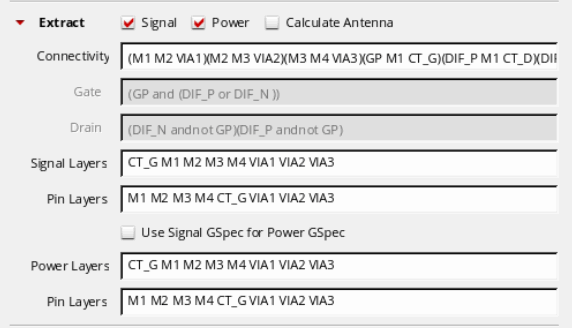 Extract Signal Power Calculate Antenna
Connectivity (M1 M2 VIA1)(M2 M3 VIA2)(M3 M4 VIA3)(GP M1 CT_G)(DIF_P M1 CT_D)(DIF
Gate (GP and (DIF_P or DIF_N ))
Drain (DIF_N andnot GP)(DIF_P andnot GP)
Signal Layers CT_G M1 M2 M3 M4 VIA1 VIA2 VIA3
Pin Layers M1 M2 M3 M4 CT_G VIA1 VIA2 VIA3
Use Signal GSpec for Power GSpec
Power Layers CT_G M1 M2 M3 M4 VIA1 VIA2 VIA3
Pin Layers M1 M2 M3 M4 CT_G VIA1 VIA2 VIA3